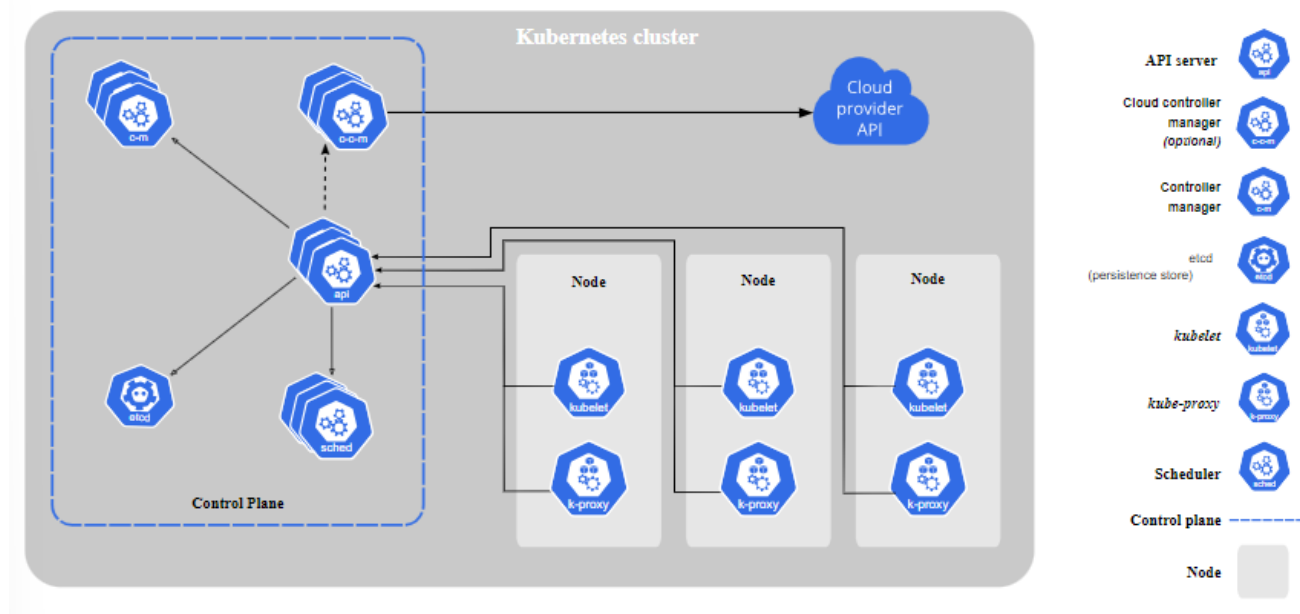 Kubernetes cluster
c-m
c-c-m
Cloud
provider
API
api
etcd
sched
Control Plane
Node
Node
Node
kubelet
kubelet
kubelet
k-proxy
k-proxy
k-proxy
API server
api
Cloud controller
manager
(optional)
c-c-m
Controller
manager
c-m
etcd
(persistence store)
etcd
kubelet
kubelet
kube-proxy
k-proxy
Scheduler
sched
Control plane
Node